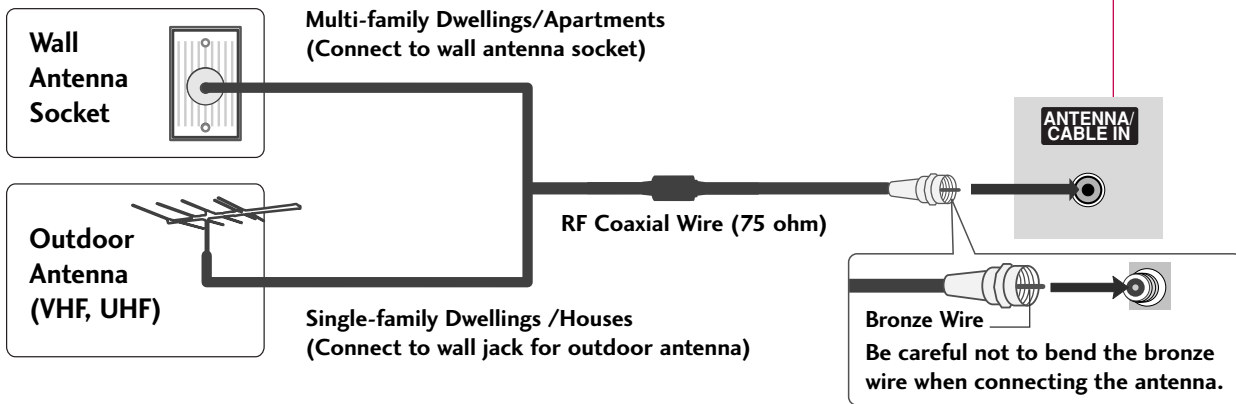 Wall
Antenna
Socket
Multi-family Dwellings/Apartments
(Connect to wall antenna socket)
ANTENNA/
CABLE IN
RF Coaxial Wire (75 ohm)
Outdoor
Antenna
(VHF, UHF)
Single-family Dwellings /Houses
(Connect to wall jack for outdoor antenna)
Bronze Wire
Be careful not to bend the bronze
wire when connecting the antenna.